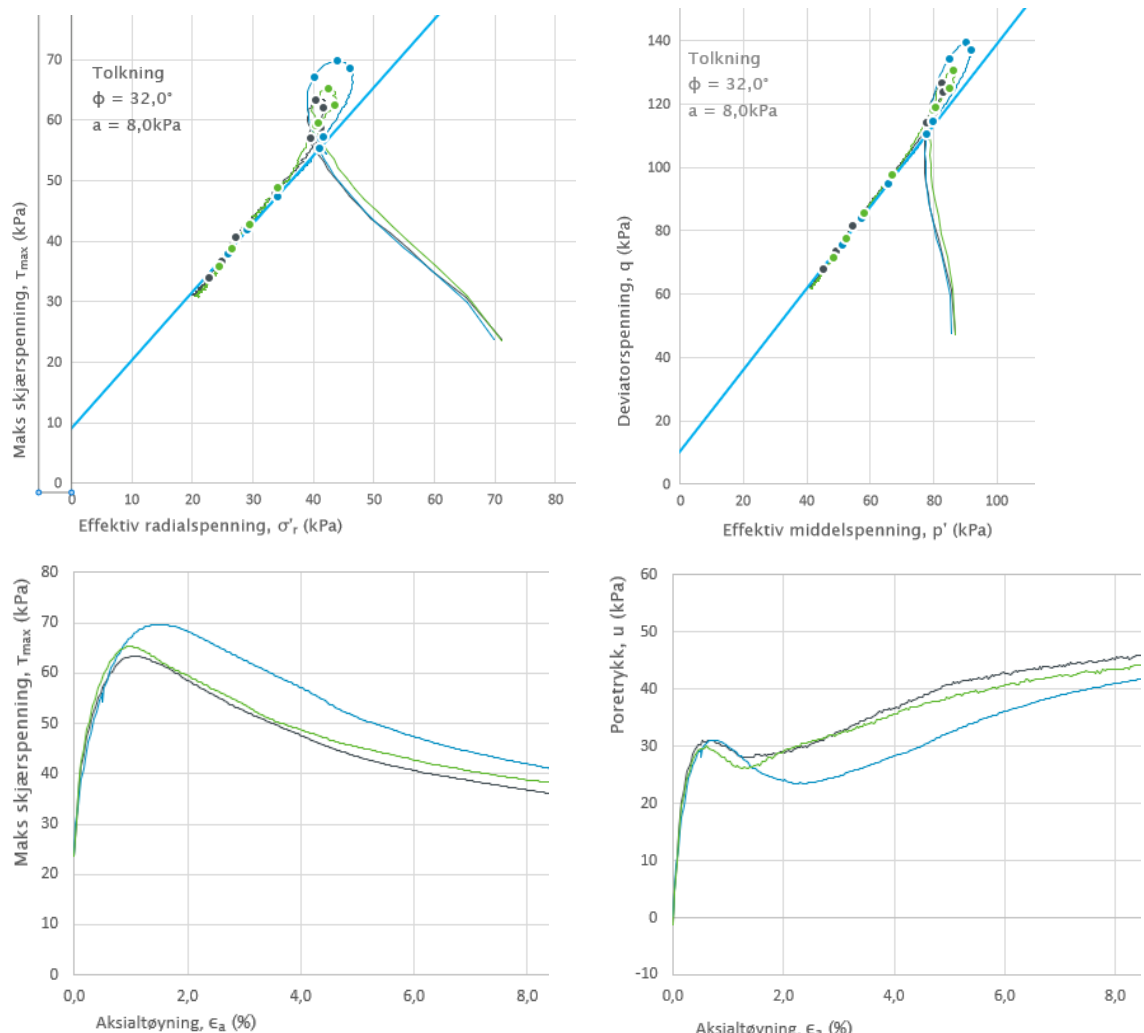 Maks skjærspenning, τmax (kPa)
70
60
50
40
30
20
10
0
Tolkning
ϕ = 32,0°
a = 8,0kPa
0 10 20 30 40 50 60 70 80
Effektiv radialspenning, σ'r (kPa)
Deviatorspenning, q (kPa)
140
120
100
80
60
40
20
0
Tolkning
ϕ = 32,0°
a = 8,0kPa
0 20 40 60 80 100
Effektiv middelspenning, p' (kPa)
Maks skjærspenning, τmax (kPa)
80
70
60
50
40
30
20
10
0
0,0 2,0 4,0 6,0 8,0
Aksialtøyning, ϵa (%)
Poretrykk, u (kPa)
60
50
40
30
20
10
0
-10
0,0 2,0 4,0 6,0 8,0
Aksialtøyning, ϵa (%)